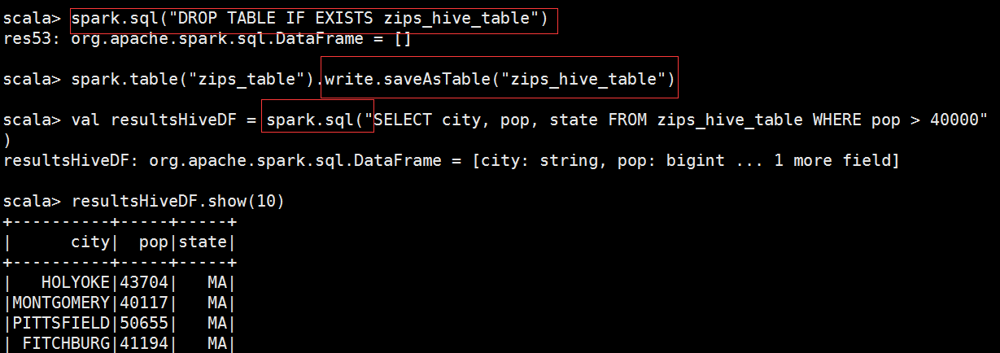 scala> spark.sql("DROP TABLE IF EXISTS zips_hive_table")
res53: org.apache.spark.sql.DataFrame = []
scala> spark.table("zips_table").write.saveAsTable("zips_hive_table")
scala> val resultsHiveDF = spark.sql("SELECT city, pop, state FROM zips_hive_table WHERE pop > 40000"
)
resultsHiveDF: org.apache.spark.sql.DataFrame = [city: string, pop: bigint ... 1 more field]
scala> resultsHiveDF.show(10)
+----------+-----+-----+
|      city|  pop|state|
+----------+-----+-----+
|   HOLYOKE|43704|   MA|
|MONTGOMERY|40117|   MA|
|PITTSFIELD|50655|   MA|
| FITCHBURG|41194|   MA|